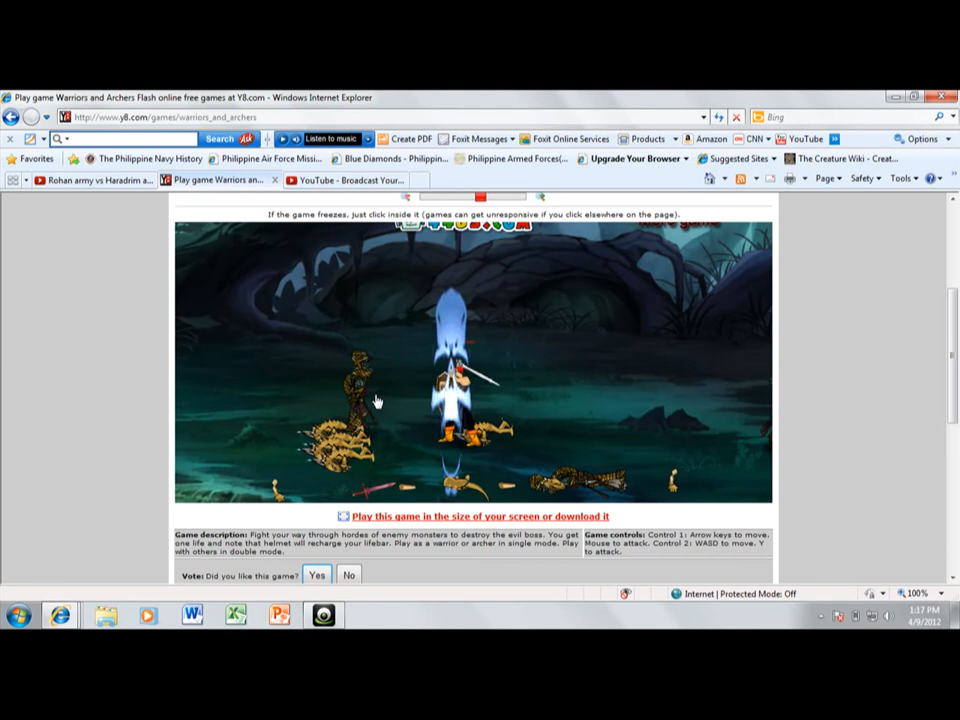 Play game Warriors and Archers Flash online free games at Y8.com - Windows Internet Explorer
http://www.y8.com/games/warriors_and_archers
Bing
Search Ask
Listen to music
Create PDF
Foxit Messages
Foxit Online Services
Products
Amazon
CNN
YouTube
Options
Favorites
The Philippine Navy History
Philippine Air Force Missi...
Blue Diamonds - Philippin...
Philippine Armed Forces(...
Upgrade Your Browser
Suggested Sites
The Creature Wiki - Creat...
Rohan army vs Haradrim a...
Play game Warriors an...
YouTube - Broadcast Your...
Page
Safety
Tools
If the game freezes, just click inside it (games can get unresponsive if you click elsewhere on the page).
Play this game in the size of your screen or download it
Game description: Fight your way through hordes of enemy monsters to destroy the evil boss. You get
one life and note that helmet will recharge your lifebar. Play as a warrior or archer in single mode. Play
with others in double mode.
Game controls: Control 1: Arrow keys to move.
Mouse to attack. Control 2: WASD to move. Y
to attack.
Vote: Did you like this game?
Yes
No
Internet | Protected Mode: Off
100%
1:17 PM
4/9/2012